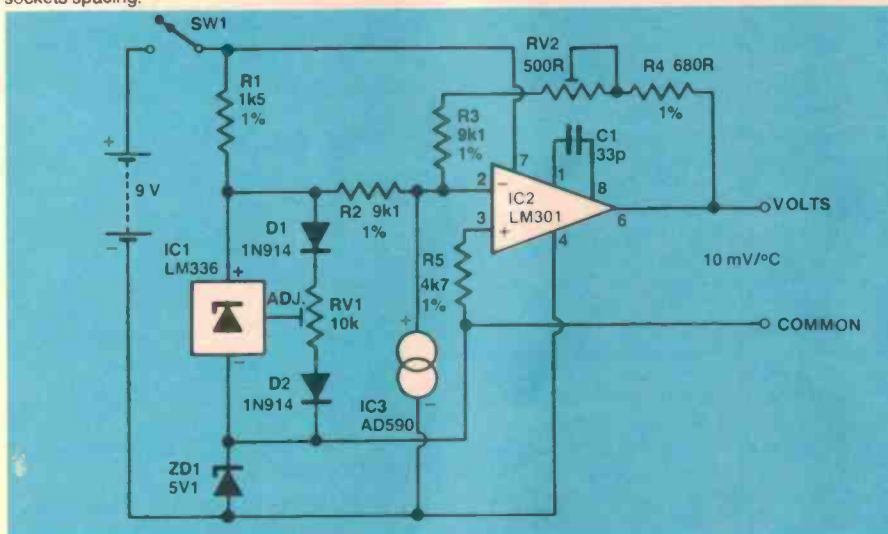 sockets spacing.
SW1
RV2
500R
R4 680R
1%
R1
1k5
1%
R3
9k1
1%
C1
33p
+
9 V
−
R2 9k1
1%
D1
1N914
IC1
LM336
+
ADJ.
−
RV1
10k
D2
1N914
2
−
3
+
7
1
8
IC2
LM301
6
4
VOLTS
R5
4k7
1%
10 mV/°C
COMMON
+
−
IC3
AD590
ZD1
5V1